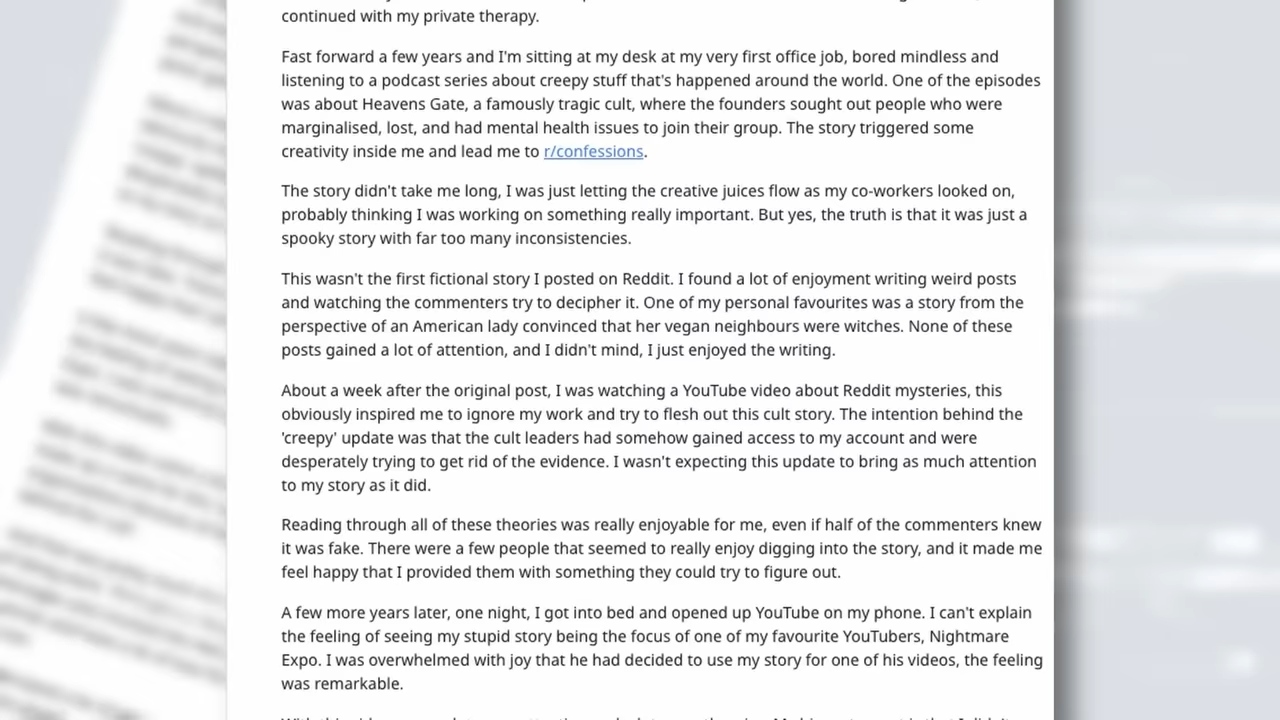 continued with my private therapy.
Fast forward a few years and I'm sitting at my desk at my very first office job, bored mindless and
listening to a podcast series about creepy stuff that's happened around the world. One of the episodes
was about Heavens Gate, a famously tragic cult, where the founders sought out people who were
marginalised, lost, and had mental health issues to join their group. The story triggered some
creativity inside me and lead me to r/confessions.
The story didn't take me long, I was just letting the creative juices flow as my co-workers looked on,
probably thinking I was working on something really important. But yes, the truth is that it was just a
spooky story with far too many inconsistencies.
This wasn't the first fictional story I posted on Reddit. I found a lot of enjoyment writing weird posts
and watching the commenters try to decipher it. One of my personal favourites was a story from the
perspective of an American lady convinced that her vegan neighbours were witches. None of these
posts gained a lot of attention, and I didn't mind, I just enjoyed the writing.
About a week after the original post, I was watching a YouTube video about Reddit mysteries, this
obviously inspired me to ignore my work and try to flesh out this cult story. The intention behind the
'creepy' update was that the cult leaders had somehow gained access to my account and were
desperately trying to get rid of the evidence. I wasn't expecting this update to bring as much attention
to my story as it did.
Reading through all of these theories was really enjoyable for me, even if half of the commenters knew
it was fake. There were a few people that seemed to really enjoy digging into the story, and it made me
feel happy that I provided them with something they could try to figure out.
A few more years later, one night, I got into bed and opened up YouTube on my phone. I can't explain
the feeling of seeing my stupid story being the focus of one of my favourite YouTubers, Nightmare
Expo. I was overwhelmed with joy that he had decided to use my story for one of his videos, the feeling
was remarkable.